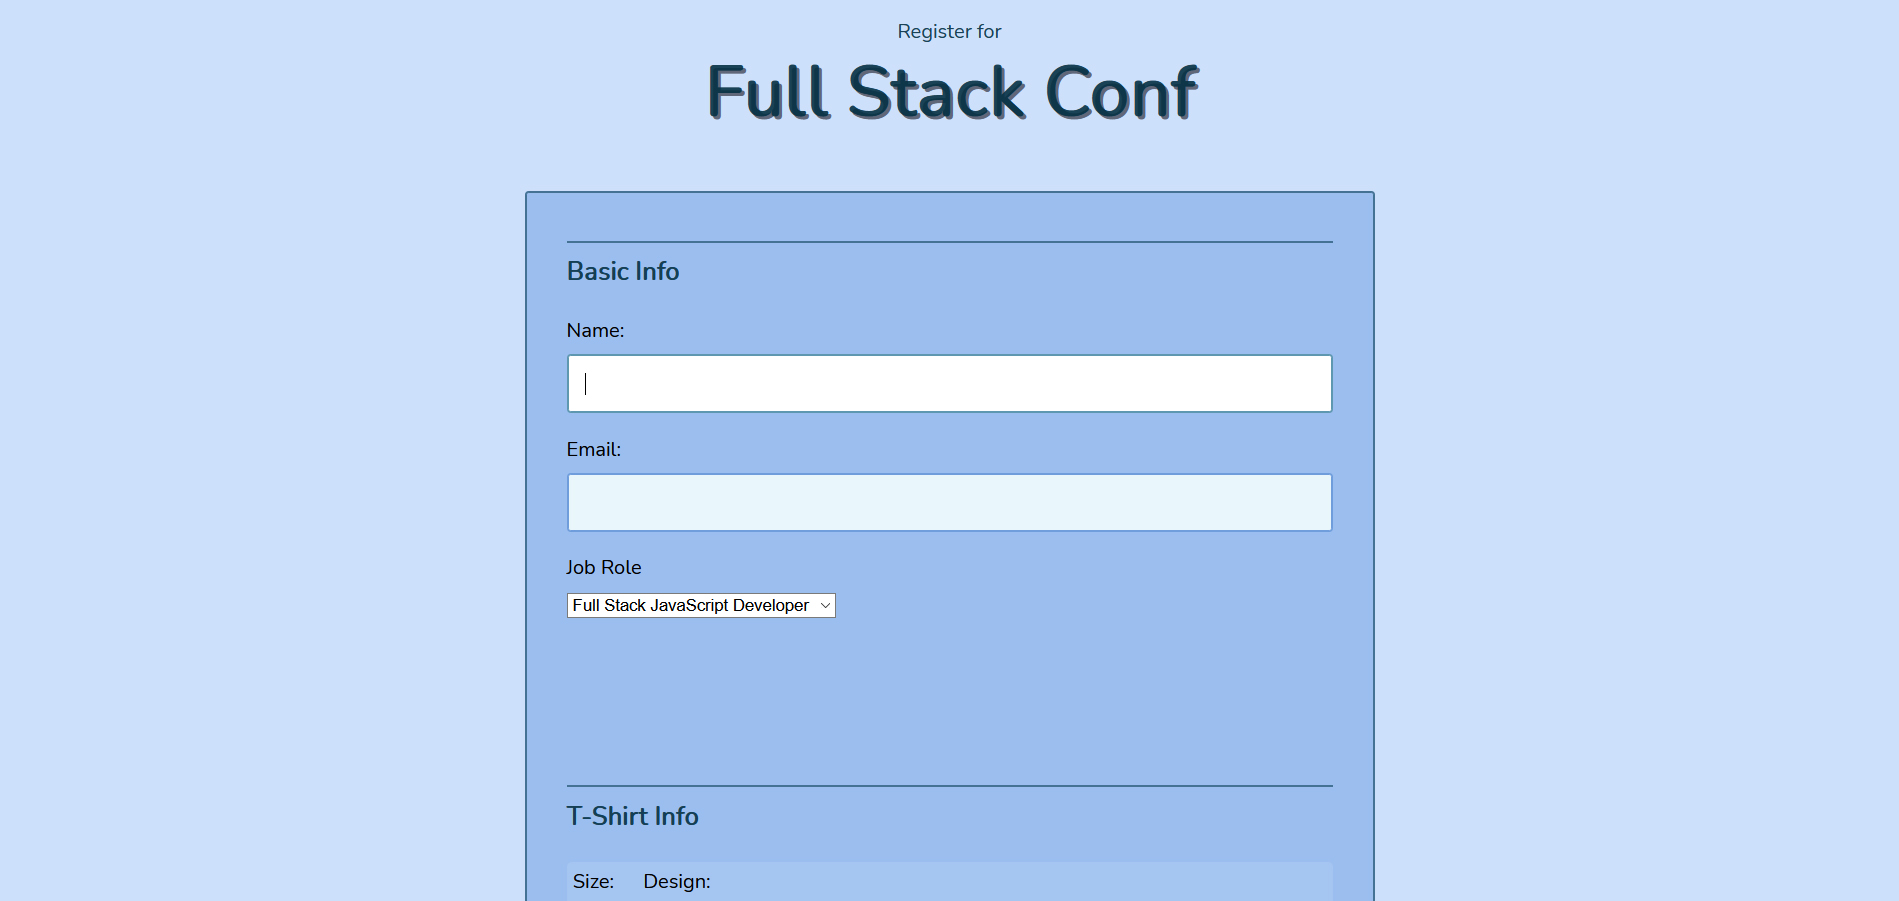 Register for
Full Stack Conf
Basic Info
Name:
Email:
Job Role
Full Stack JavaScript Developer
T-Shirt Info
Size: Design: